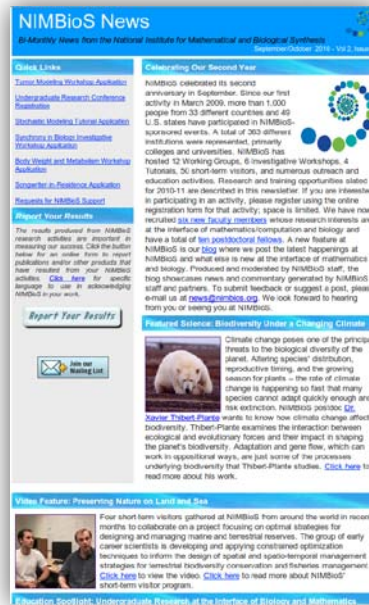 NIMBioS News
Bi-Monthly News from the National Institute for Mathematical and Biological Synthesis
September/October 2010 - Vol 2, Issue
Quick Links
Tumor Modeling Workshop Application
Undergraduate Research Conference
Registration
Stochastic Modeling Tutorial Application
Synchrony in Biology Investigative
Workshop Application
Body Weight and Metabolism Workshop
Application
Songwriter-in-Residence Application
Requests for NIMBioS Support
Report Your Results
The results produced from NIMBioS
research activities are important in
measuring our success. Click the button
below for an online form to report
publications and/or other products that
have resulted from your NIMBioS
activities. Click here for specific
language to use in acknowledging
NIMBioS in your work.
Report Your Results
Join our
Mailing List
Celebrating Our Second Year
NIMBioS celebrated its second
anniversary in September. Since our first
activity in March 2009, more than 1,000
people from 33 different countries and 49
U.S. states have participated in NIMBioS-
sponsored events. A total of 363 different
institutions were represented, primarily
colleges and universities. NIMBioS has
hosted 12 Working Groups, 6 Investigative Workshops, 4
Tutorials, 50 short-term visitors, and numerous outreach and
education activities. Research and training opportunities slated
for 2010-11 are described in this newsletter. If you are intereste
in participating in an activity, please register using the online
registration form for that activity; space is limited. We have now
recruited six new faculty members whose research interests are
at the interface of mathematics/computation and biology and
have a total of ten postdoctoral fellows. A new feature at
NIMBioS is our blog where we post the latest happenings at
NIMBioS and what else is new at the interface of mathematics
and biology. Produced and moderated by NIMBioS staff, the
blog showcases news and commentary generated by NIMBioS
staff and partners. To submit feedback or suggest a post, please
e-mail us at news@nimbios.org. We look forward to hearing
from you or seeing you at NIMBioS.
Featured Science: Biodiversity Under a Changing Climate
Climate change poses one of the principa
threats to the biological diversity of the
planet. Altering species' distribution,
reproductive timing, and the growing
season for plants – the rate of climate
change is happening so fast that many
species cannot adapt quickly enough and
risk extinction. NIMBioS postdoc Dr.
Xavier Thibert-Plante wants to know how climate change affect
biodiversity. Thibert-Plante examines the interaction between
ecological and evolutionary forces and their impact in shaping
the planet's biodiversity. Adaptation and gene flow, which can
work in oppositional ways, are just some of the processes
underlying biodiversity that Thibert-Plante studies. Click here to
read more about his work.
Video Feature: Preserving Nature on Land and Sea
Four short-term visitors gathered at NIMBioS from around the world in recen
months to collaborate on a project focusing on optimal strategies for
designing and managing marine and terrestrial reserves. The group of early
career scientists is developing and applying constrained optimization
techniques to inform the design of spatial and spatio-temporal management
strategies for terrestrial biodiversity conservation and fisheries management.
Click here to view the video. Click here to read more about NIMBioS'
short-term visitor program.
Education Spotlight: Undergraduate Research at the Interface of Biology and Mathematics